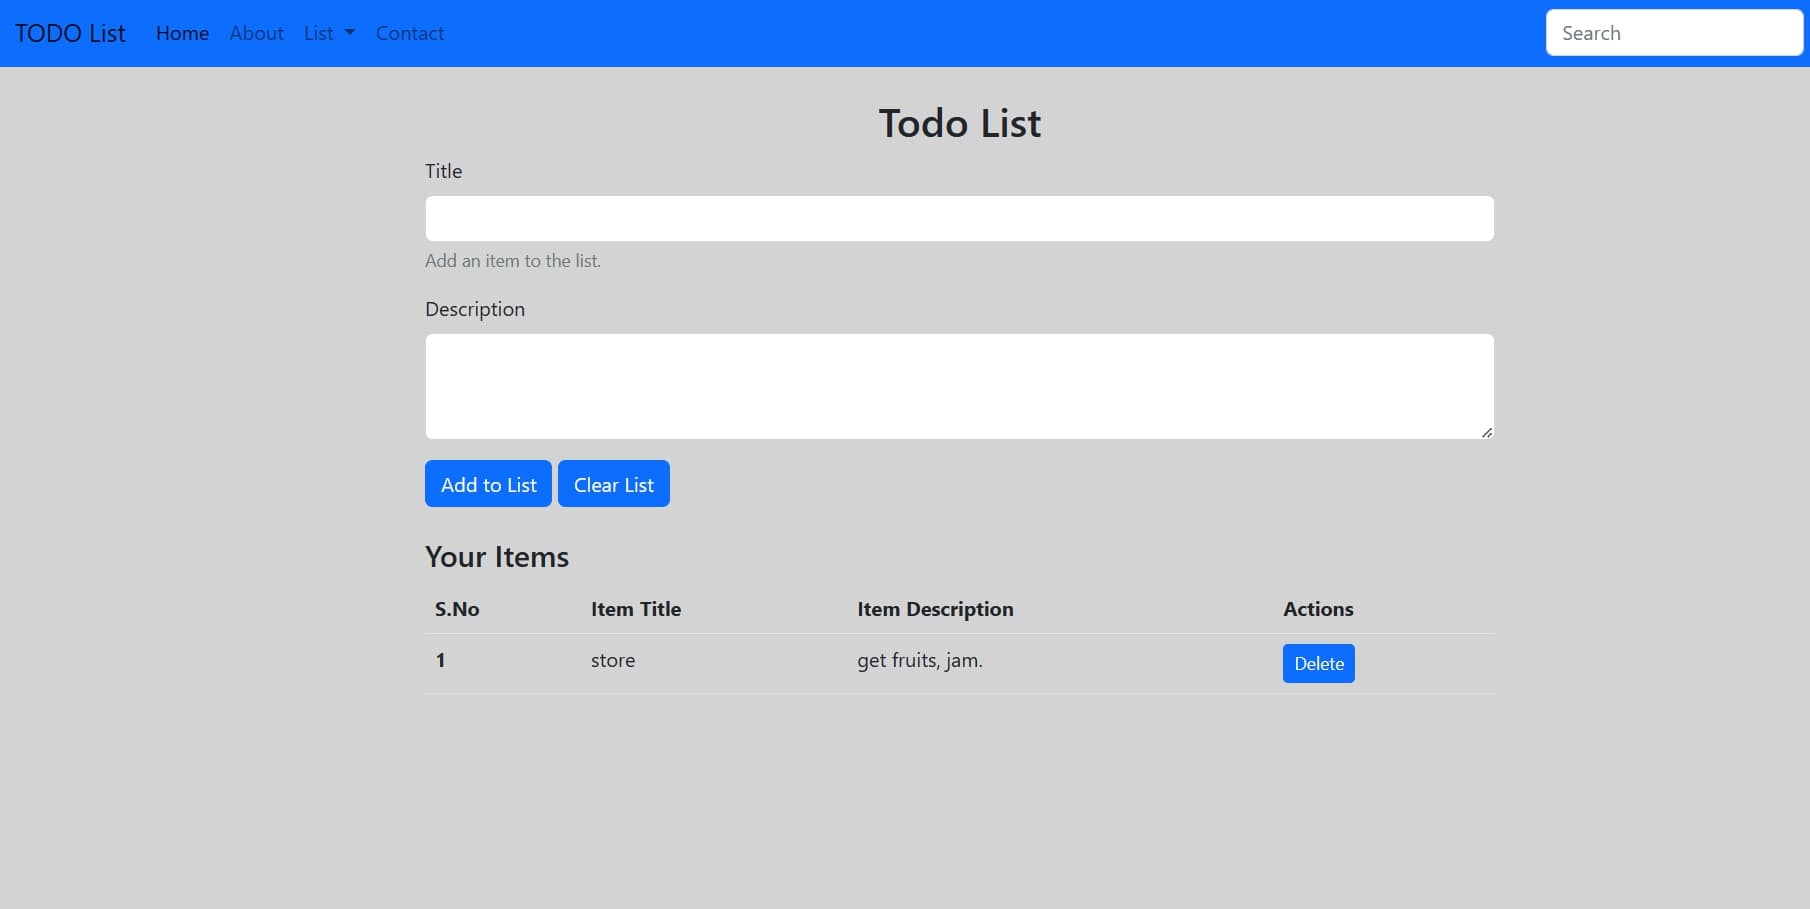 TODO List Home About List Contact Search
Todo List
Title
Add an item to the list.
Description
Add to List Clear List
Your Items
S.No Item Title Item Description Actions
1 store get fruits, jam. Delete